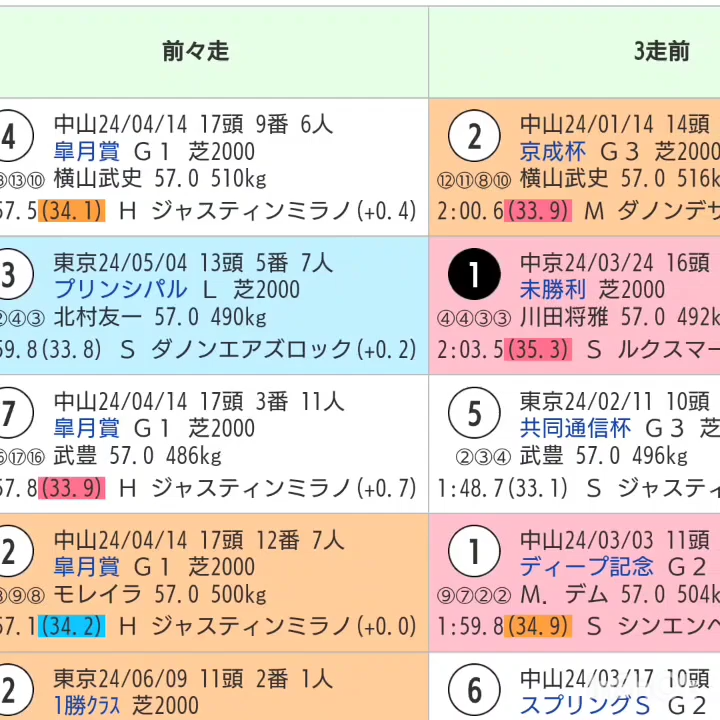 前々走
3走前
4 中山24/04/14 17頭 9番 6人
皐月賞 G1 芝2000
⑬⑩ 横山武史 57.0 510kg
57.5(34.1) H ジャスティンミラノ(+0.4)
2 中山24/01/14 14頭
京成杯 G3 芝2000
⑫⑪⑧⑩ 横山武史 57.0 516k
2:00.6(33.9) M ダノンデサ
3 東京24/05/04 13頭 5番 7人
プリンシパル L 芝2000
②④③ 北村友一 57.0 490kg
59.8(33.8) S ダノンエアズロック(+0.2)
1 中京24/03/24 16頭
未勝利 芝2000
④④③③ 川田将雅 57.0 492k
2:03.5(35.3) S ルクスマー
7 中山24/04/14 17頭 3番 11人
皐月賞 G1 芝2000
⑰⑯ 武豊 57.0 486kg
57.8(33.9) H ジャスティンミラノ(+0.7)
5 東京24/02/11 10頭
共同通信杯 G3 芝
②③④ 武豊 57.0 496kg
1:48.7(33.1) S ジャスティ
2 中山24/04/14 17頭 12番 7人
皐月賞 G1 芝2000
⑨⑧ モレイラ 57.0 500kg
57.1(34.2) H ジャスティンミラノ(+0.0)
1 中山24/03/03 11頭
ディープ記念 G2
⑨⑦②② M. デム 57.0 504k
1:59.8(34.9) S シンエン
2 東京24/06/09 11頭 2番 1人
1勝クラス 芝2000
6 中山24/03/17 10頭
スプリングS G2